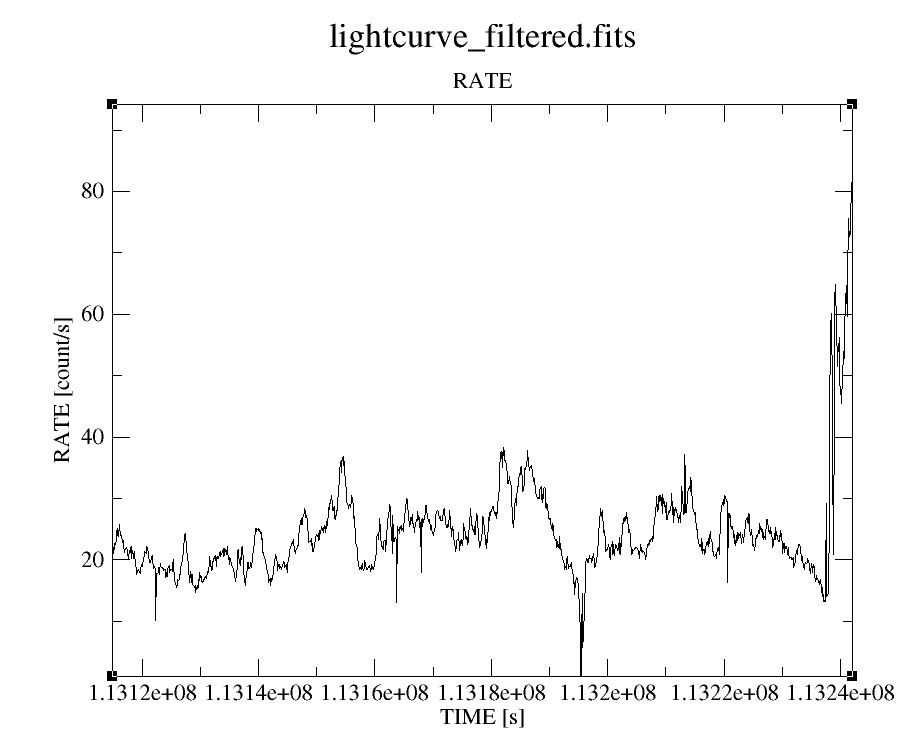 lightcurve_filtered.fits
RATE
80
60
40
20
RATE [count/s]
1.1312e+08 1.1314e+08 1.1316e+08 1.1318e+08 1.132e+08 1.1322e+08 1.1324e+08
TIME [s]